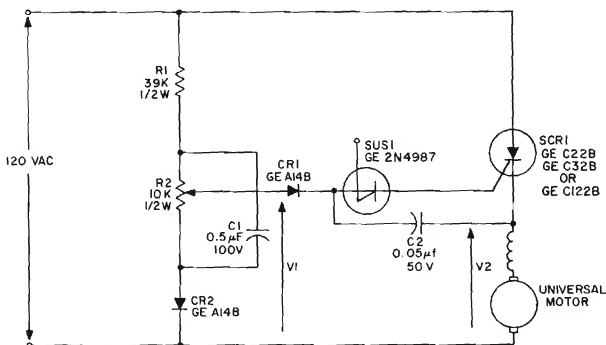 R1
39K
1/2W
120 VAC
R2
10K
1/2W
C1
0.5μF
100V
CR1
GE A14B
V1
SUS1
GE 2N4987
C2
0.05μf
50V
V2
SCR1
GE C22B
GE C32B
OR
GE C122B
UNIVERSAL
MOTOR
CR2
GE A14B